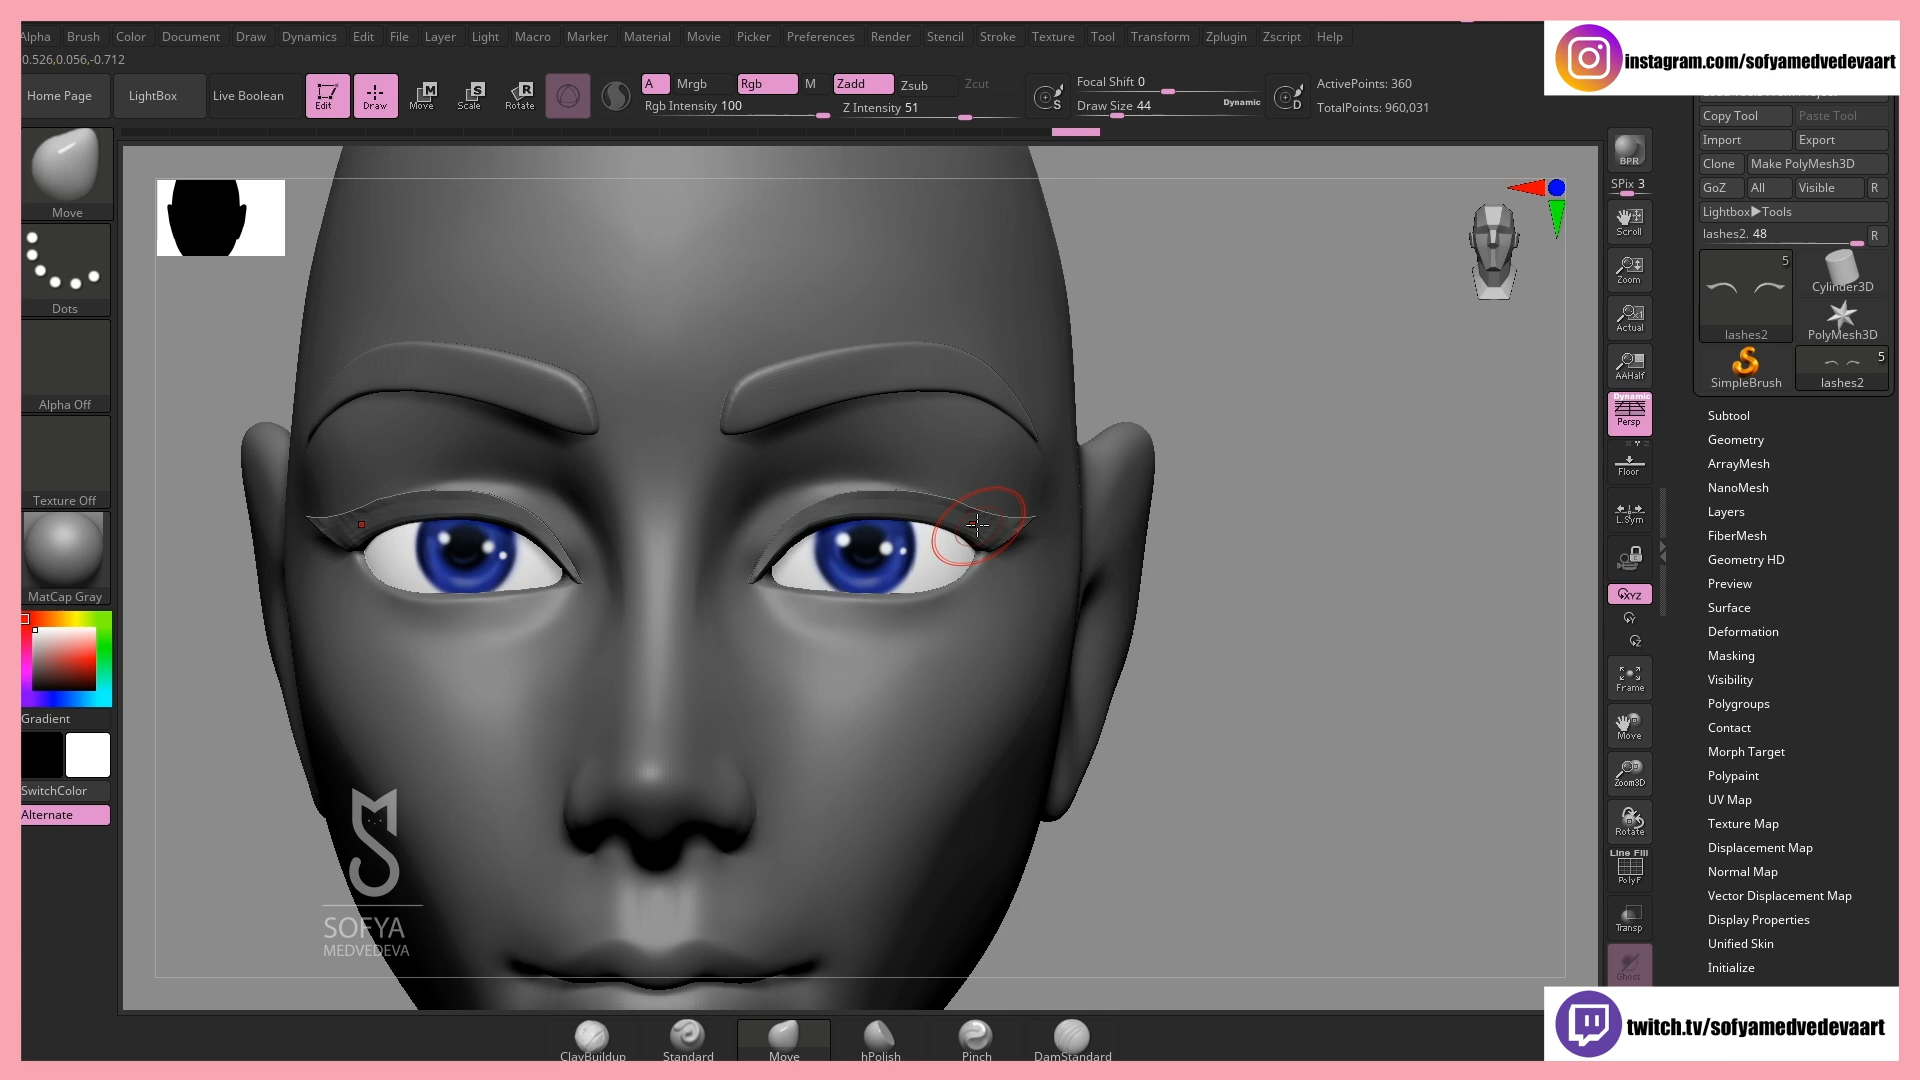 Alpha Brush Color Document Draw Dynamics Edit File Layer Light Macro Marker Material Movie Picker Preferences Render Stencil Stroke Texture Tool Transform Zplugin Zscript Help
instagram.com/sofyamedvedevaart
0.526,0.056,-0.712
Home Page LightBox Live Boolean
Edit Draw Move Scale Rotate
A Mrgb Rgb M Zadd Zsub Zcut
Rgb Intensity 100 Z Intensity 51
Focal Shift 0
Draw Size 44 Dynamic
ActivePoints: 360
TotalPoints: 960,031
Copy Tool Paste Tool
Import Export
Clone Make PolyMesh3D
GoZ All Visible R
Lightbox▶Tools
lashes2. 48 R
5
Cylinder3D
lashes2
PolyMesh3D
5
SimpleBrush
lashes2
Subtool
Geometry
ArrayMesh
NanoMesh
Layers
FiberMesh
Geometry HD
Preview
Surface
Deformation
Masking
Visibility
Polygroups
Contact
Morph Target
Polypaint
UV Map
Texture Map
Displacement Map
Normal Map
Vector Displacement Map
Display Properties
Unified Skin
Initialize
BPR
SPix 3
Scroll
Zoom
Actual
AAHalf
Dynamic
Persp
Floor
L.Sym
XYZ
Y
Z
Frame
Move
Zoom3D
Rotate
Line Fill
PolyF
Transp
Ghost
Move
Dots
Alpha Off
Texture Off
MatCap Gray
Gradient
SwitchColor
Alternate
SOFYA
MEDVEDEVA
ClayBuildup Standard Move hPolish Pinch DamStandard
twitch.tv/sofyamedvedevaart